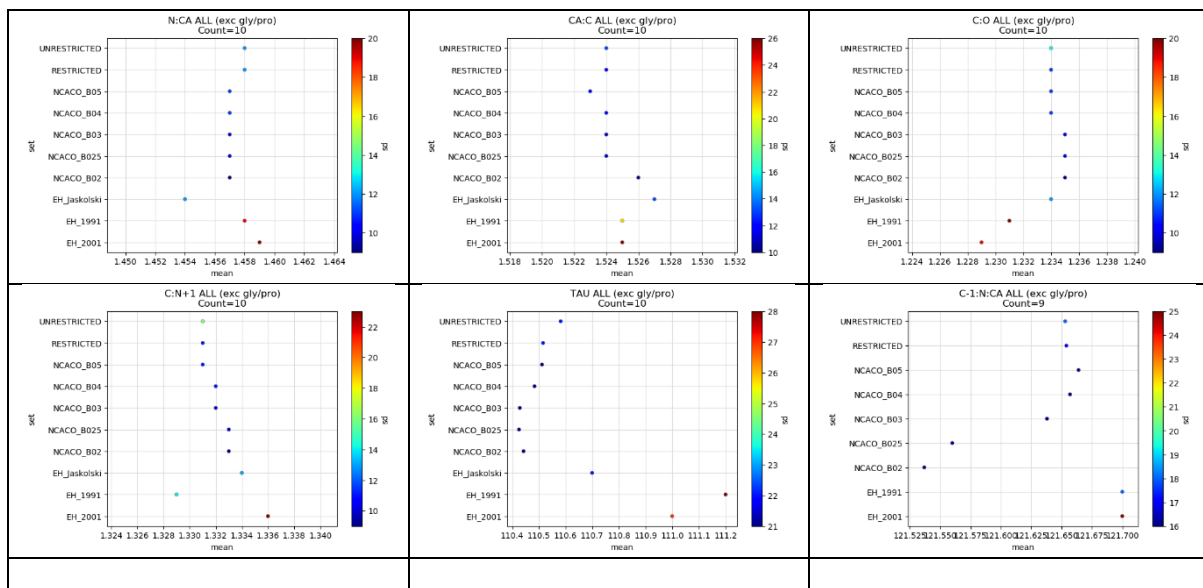 N:CA ALL (exc gly/pro)
Count=10
UNRESTRICTED
RESTRICTED
NCACO_B05
NCACO_B04
NCACO_B03
NCACO_B025
NCACO_B02
EH_Jaskolski
EH_1991
EH_2001
set
1.450 1.452 1.454 1.456 1.458 1.460 1.462 1.464
mean
20
18
16
14
12
10
sd
CA:C ALL (exc gly/pro)
Count=10
UNRESTRICTED
RESTRICTED
NCACO_B05
NCACO_B04
NCACO_B03
NCACO_B025
NCACO_B02
EH_Jaskolski
EH_1991
EH_2001
set
1.518 1.520 1.522 1.524 1.526 1.528 1.530 1.532
mean
26
24
22
20
18
16
14
12
10
sd
C:O ALL (exc gly/pro)
Count=10
UNRESTRICTED
RESTRICTED
NCACO_B05
NCACO_B04
NCACO_B03
NCACO_B025
NCACO_B02
EH_Jaskolski
EH_1991
EH_2001
set
1.224 1.226 1.228 1.230 1.232 1.234 1.236 1.238 1.240
mean
20
18
16
14
12
10
sd
C:N+1 ALL (exc gly/pro)
Count=10
UNRESTRICTED
RESTRICTED
NCACO_B05
NCACO_B04
NCACO_B03
NCACO_B025
NCACO_B02
EH_Jaskolski
EH_1991
EH_2001
set
1.324 1.326 1.328 1.330 1.332 1.334 1.336 1.338 1.340
mean
22
20
18
16
14
12
10
sd
TAU ALL (exc gly/pro)
Count=10
UNRESTRICTED
RESTRICTED
NCACO_B05
NCACO_B04
NCACO_B03
NCACO_B025
NCACO_B02
EH_Jaskolski
EH_1991
EH_2001
set
110.4 110.5 110.6 110.7 110.8 110.9 111.0 111.1 111.2
mean
28
27
26
25
24
23
22
21
sd
C-1:N:CA ALL (exc gly/pro)
Count=9
UNRESTRICTED
RESTRICTED
NCACO_B05
NCACO_B04
NCACO_B03
NCACO_B025
NCACO_B02
EH_1991
EH_2001
set
121.525 121.550 121.575 121.600 121.625 121.650 121.675 121.700
mean
25
24
23
22
21
20
19
18
17
16
sd